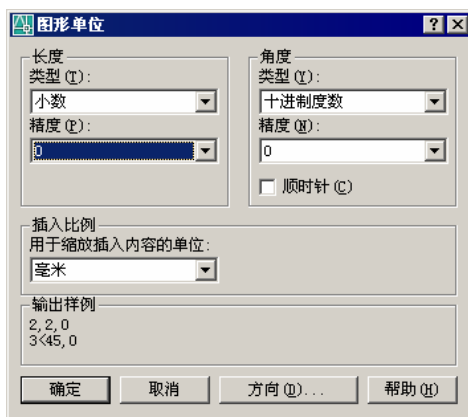 图形单位
长度
类型(T):
小数
精度(P):
0
角度
类型(Y):
十进制度数
精度(N):
0
顺时针(C)
插入比例
用于缩放插入内容的单位:
毫米
输出样例
2,2,0
3<45,0
确定 取消 方向(D)... 帮助(H)